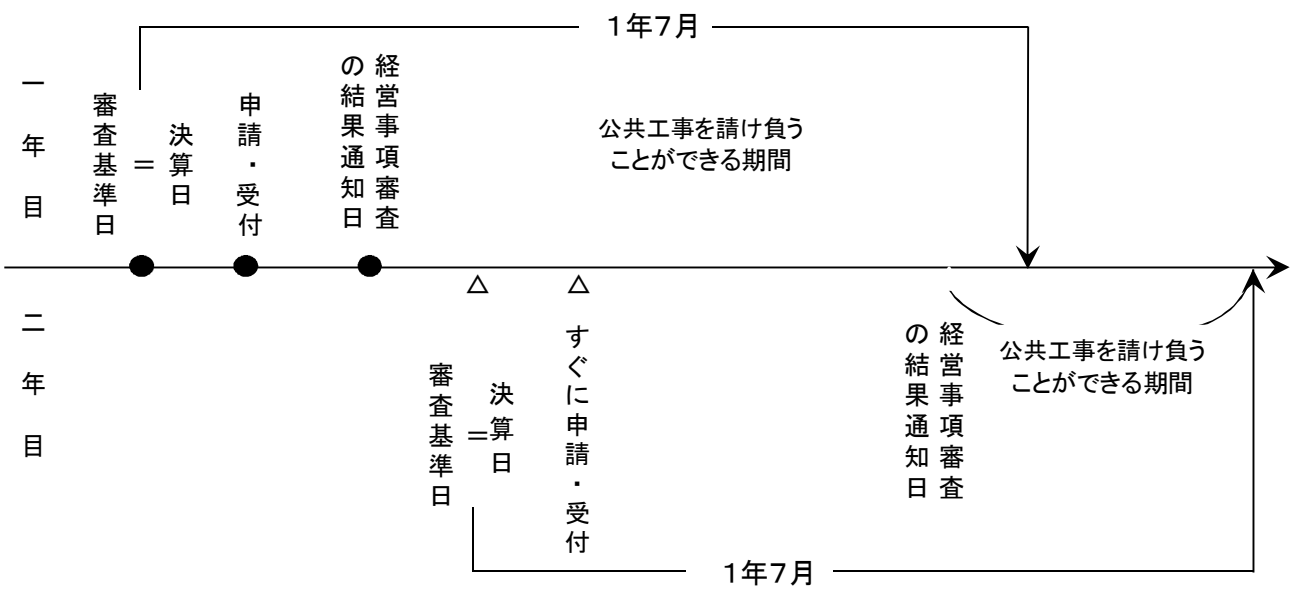 1年7月
一年目
審査基準日
＝
決算日
申請・受付
経営事項審査
の結果通知日
公共工事を請け負う
ことができる期間
△
△
二年目
審査基準日
＝
決算日
すぐに申請・受付
経営事項審査
の結果通知日
公共工事を請け負う
ことができる期間
1年7月